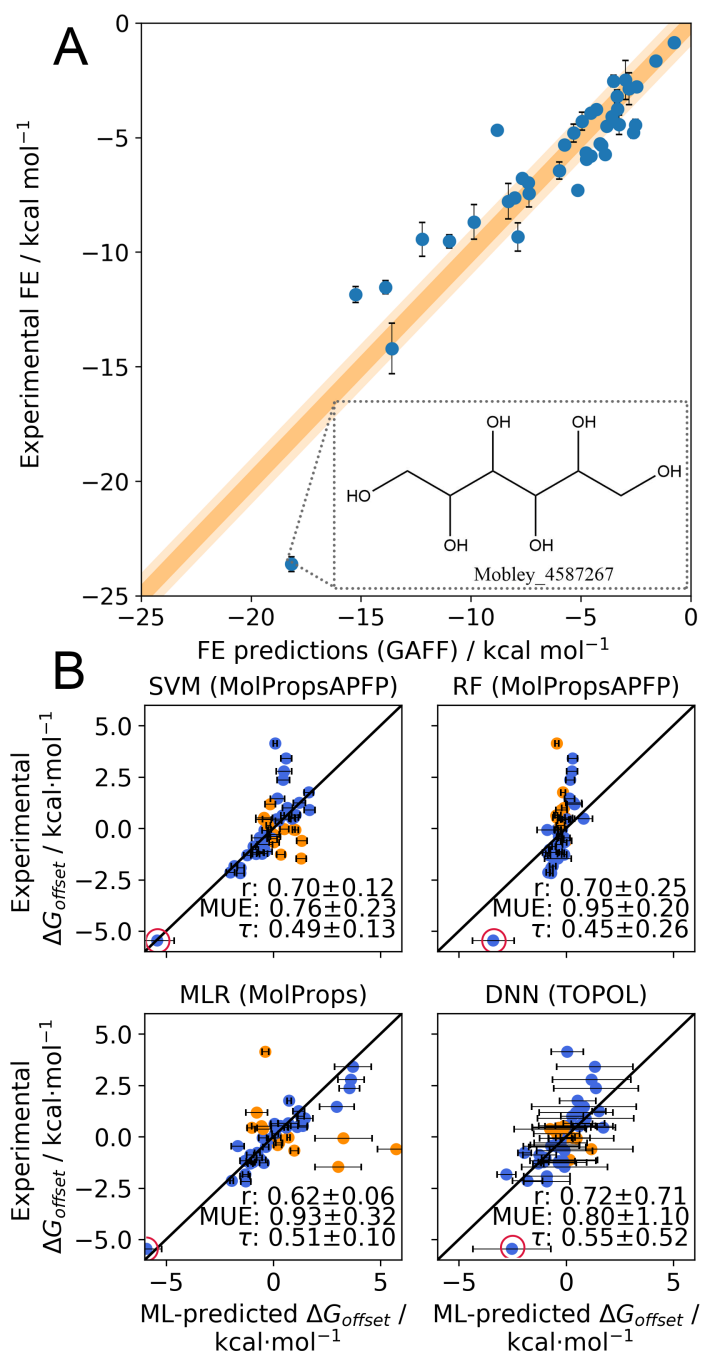 A
0
−5
−10
−15
−20
−25
Experimental FE / kcal mol⁻¹
OH
OH
HO
OH
OH
OH
Mobley_4587267
−25
−20
−15
−10
−5
0
FE predictions (GAFF) / kcal mol⁻¹
B
SVM (MolPropsAPFP)
RF (MolPropsAPFP)
Experimental
ΔG_offset / kcal·mol⁻¹
5.0
2.5
0.0
−2.5
−5.0
r: 0.70±0.12
MUE: 0.76±0.23
τ: 0.49±0.13
r: 0.70±0.25
MUE: 0.95±0.20
τ: 0.45±0.26
MLR (MolProps)
DNN (TOPOL)
Experimental
ΔG_offset / kcal·mol⁻¹
5.0
2.5
0.0
−2.5
−5.0
r: 0.62±0.06
MUE: 0.93±0.32
τ: 0.51±0.10
r: 0.72±0.71
MUE: 0.80±1.10
τ: 0.55±0.52
−5
0
5
−5
0
5
ML-predicted ΔG_offset /
kcal·mol⁻¹
ML-predicted ΔG_offset /
kcal·mol⁻¹